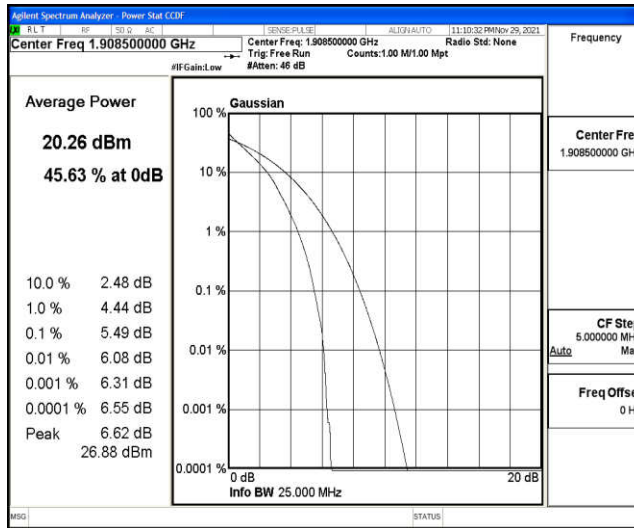 Agilent Spectrum Analyzer - Power Stat CCDF
LXI RLT RF 50 Ω AC SENSE:PULSE ALIGN AUTO 11:10:32 PM Nov 29, 2021
Center Freq 1.908500000 GHz
Center Freq: 1.908500000 GHz Radio Std: None
Trig: Free Run Counts:1.00 M/1.00 Mpt
#IFGain:Low #Atten: 46 dB
Frequency
Average Power
20.26 dBm
45.63 % at 0dB
10.0 % 2.48 dB
1.0 % 4.44 dB
0.1 % 5.49 dB
0.01 % 6.08 dB
0.001 % 6.31 dB
0.0001 % 6.55 dB
Peak 6.62 dB
26.88 dBm
Gaussian
100 %
10 %
1 %
0.1 %
0.01 %
0.001 %
0.0001 %
0 dB 20 dB
Info BW 25.000 MHz
Center Fre
1.908500000 GH
CF Step
5.000000 MH
Auto Ma
Freq Offse
0 H
MSG STATUS